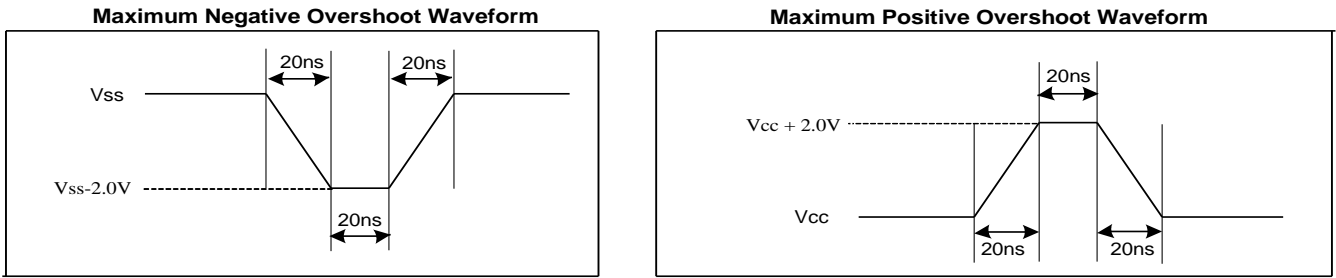 Maximum Negative Overshoot Waveform
20ns
20ns
Vss
Vss-2.0V
20ns
Maximum Positive Overshoot Waveform
20ns
Vcc + 2.0V
Vcc
20ns
20ns